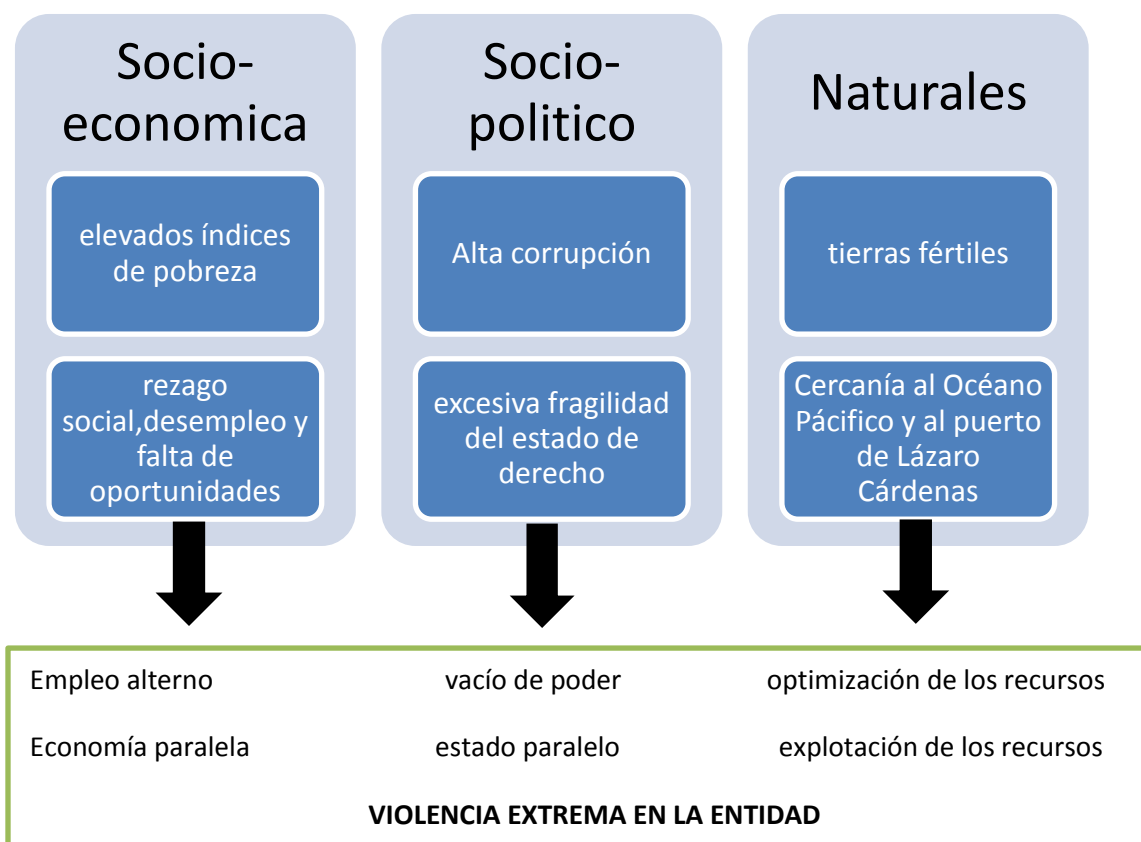 Socio-
economica
elevados índices
de pobreza
rezago
social,desempleo y
falta de
oportunidades
Socio-
politico
Alta corrupción
excesiva fragilidad
del estado de
derecho
Naturales
tierras fértiles
Cercanía al Océano
Pácifico y al puerto
de Lázaro
Cárdenas
Empleo alterno vacío de poder optimización de los recursos
Economía paralela estado paralelo explotación de los recursos
VIOLENCIA EXTREMA EN LA ENTIDAD